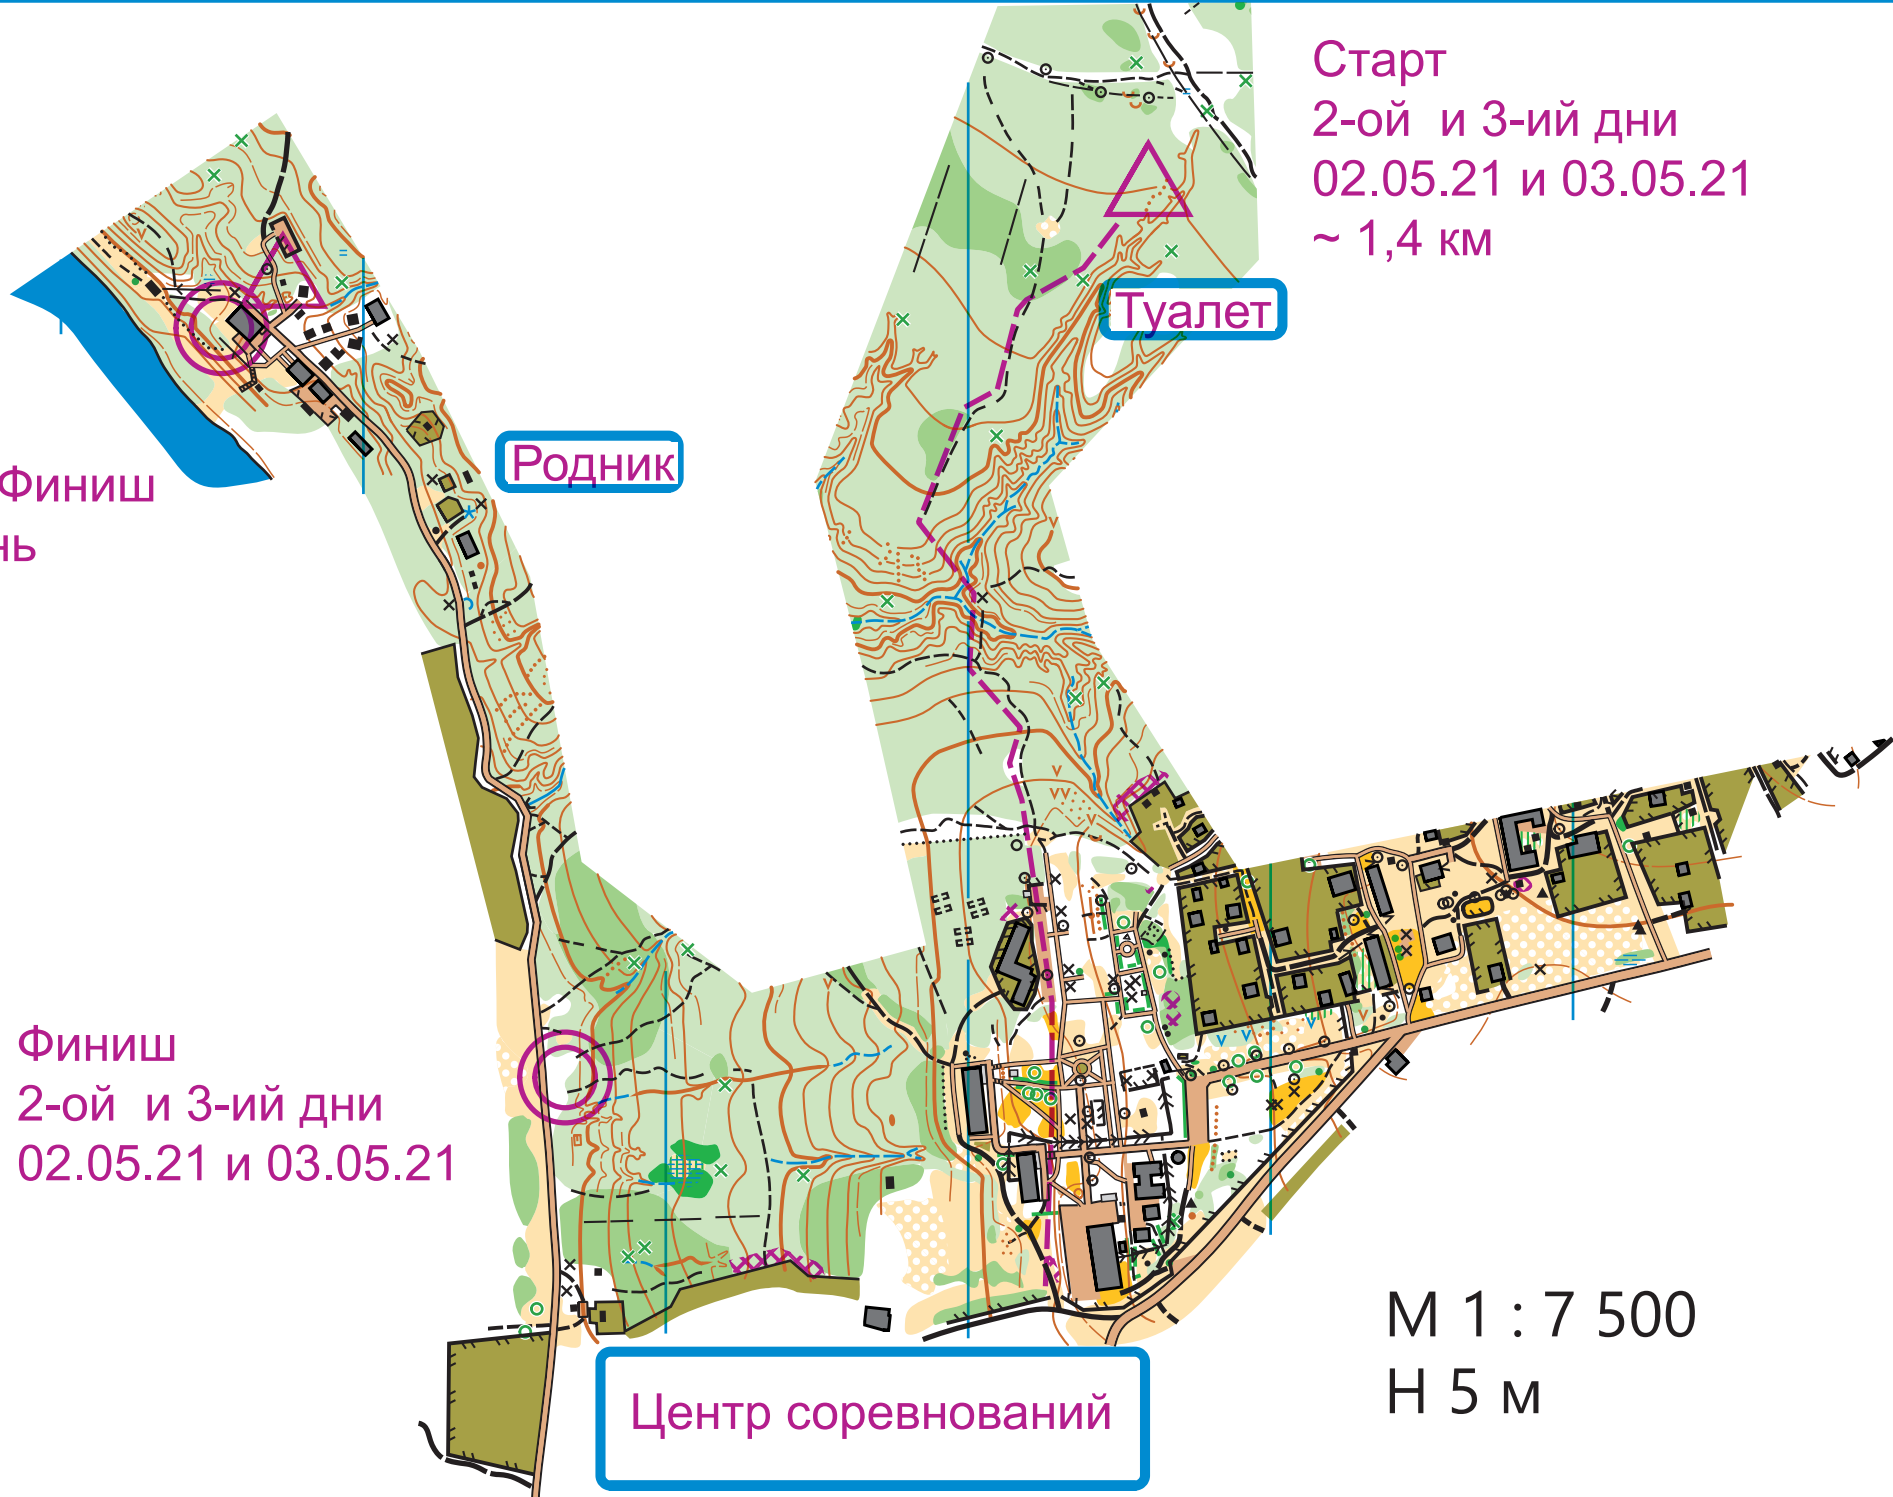 Старт
2-ой и 3-ий дни
02.05.21 и 03.05.21
~ 1,4 км
Туалет
Родник
Финиш
нь
Финиш
2-ой и 3-ий дни
02.05.21 и 03.05.21
М 1 : 7 500
Н 5 м
Центр соревнований